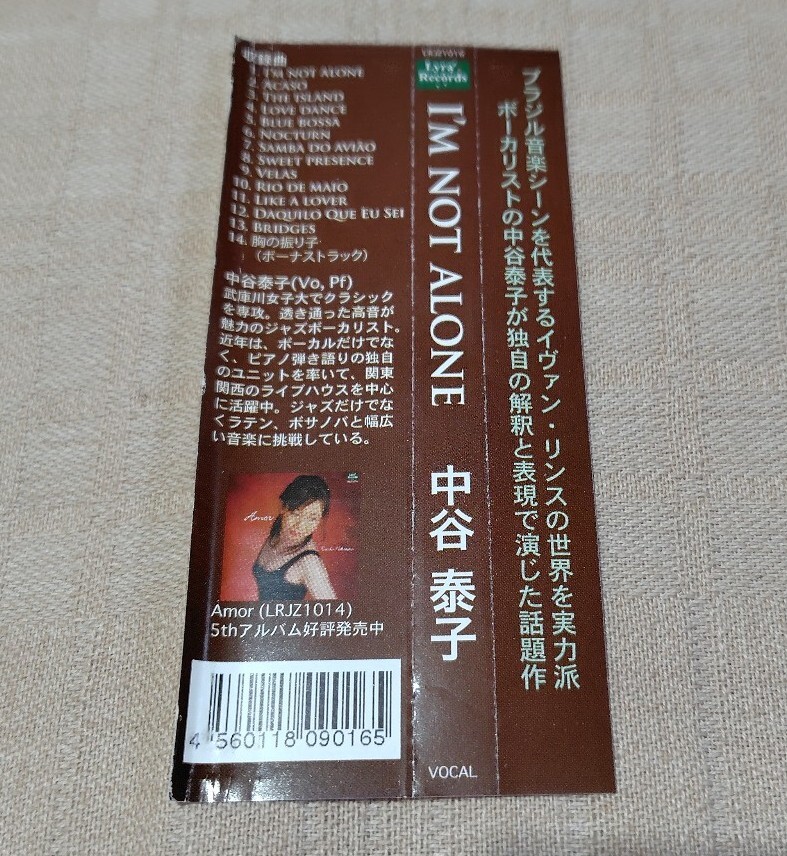 収録曲
1. I'M NOT ALONE
2. ACASO
3. THE ISLAND
4. LOVE DANCE
5. BLUE BOSSA
6. NOCTURN
7. SAMBA DO AVIÃO
8. SWEET PRESENCE
9. VELAS
10. RIO DE MAIO
11. LIKE A LOVER
12. DAQUILO QUE EU SEI
13. BRIDGES
14. 胸の振り子
（ボーナストラック）
中谷泰子(Vo, Pf)
武庫川女子大でクラシック
を専攻。透き通った高音が
魅力のジャズボーカリスト。
近年は、ボーカルだけでな
く、ピアノ弾き語りの独自
のユニットを率いて、関東
関西のライブハウスを中心
に活躍中。ジャズだけでな
くラテン、ボサノバと幅広
い音楽に挑戦している。
Amor
Amor (LRJZ1014)
5thアルバム好評発売中
4 560118 090165
LRJZ1016
Lyra
Records
I'M NOT ALONE 中谷 泰子
VOCAL
ブラジル音楽シーンを代表するイヴァン・リンスの世界を実力派
ボーカリストの中谷泰子が独自の解釈と表現で演じた話題作